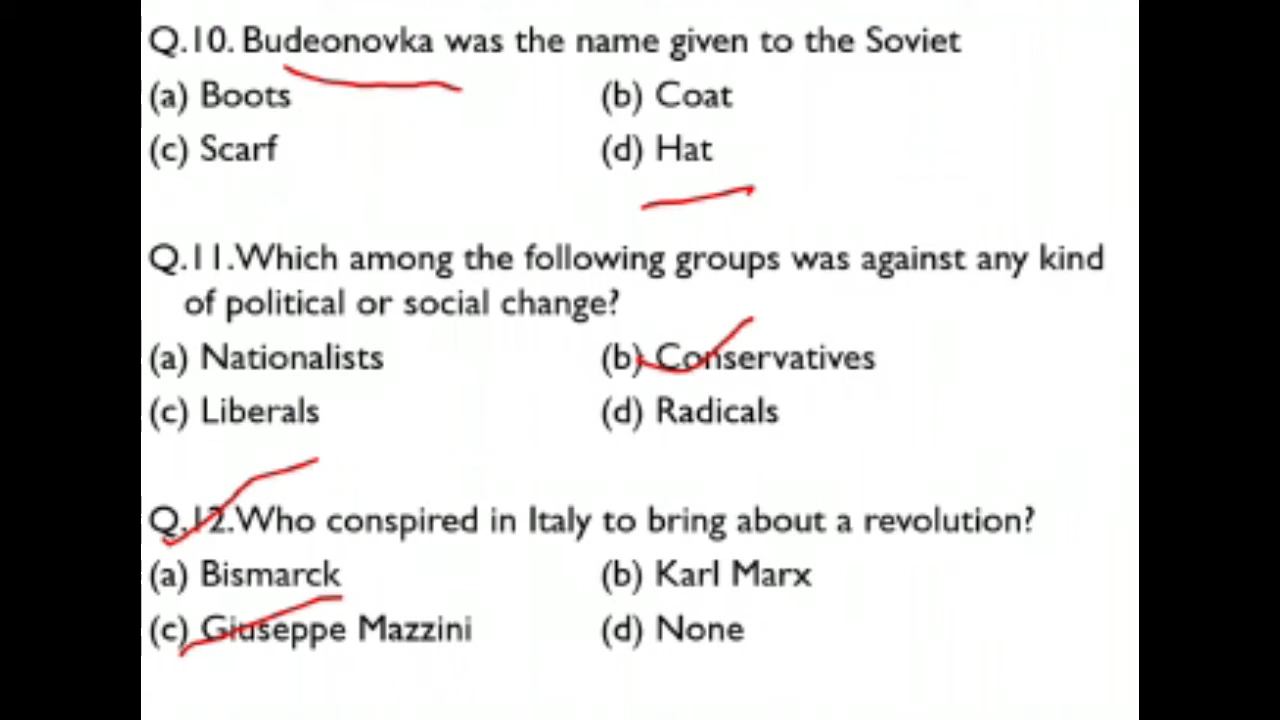 Q.10. Budeonovka was the name given to the Soviet
(a) Boots (b) Coat
(c) Scarf (d) Hat
Q.11.Which among the following groups was against any kind
of political or social change?
(a) Nationalists (b) Conservatives
(c) Liberals (d) Radicals
Q.12.Who conspired in Italy to bring about a revolution?
(a) Bismarck (b) Karl Marx
(c) Giuseppe Mazzini (d) None